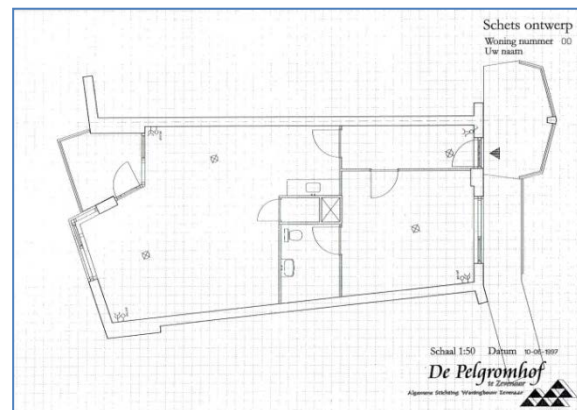 Schets ontwerp
Woning nummer 00
Uw naam
Schaal 1:50 Datum 10-06-1997
De Pelgromhof
te Zevenaar
Algemene Stichting Woningbouw Zevenaar